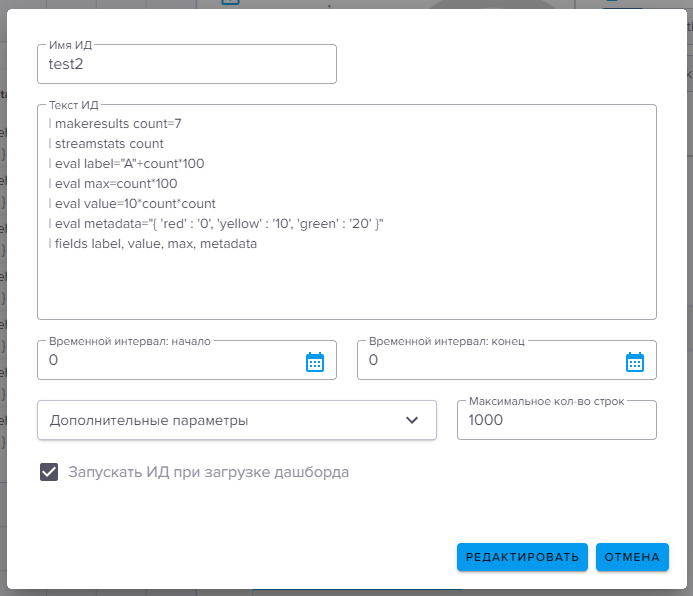 Имя ИД
test2
Текст ИД
| makeresults count=7
| streamstats count
| eval label="A"+count*100
| eval max=count*100
| eval value=10*count*count
| eval metadata="{ 'red' : '0', 'yellow' : '10', 'green' : '20' }"
| fields label, value, max, metadata
Временной интервал: начало
0
Временной интервал: конец
0
Дополнительные параметры
Максимальное кол-во строк
1000
Запускать ИД при загрузке дашборда
РЕДАКТИРОВАТЬ
ОТМЕНА